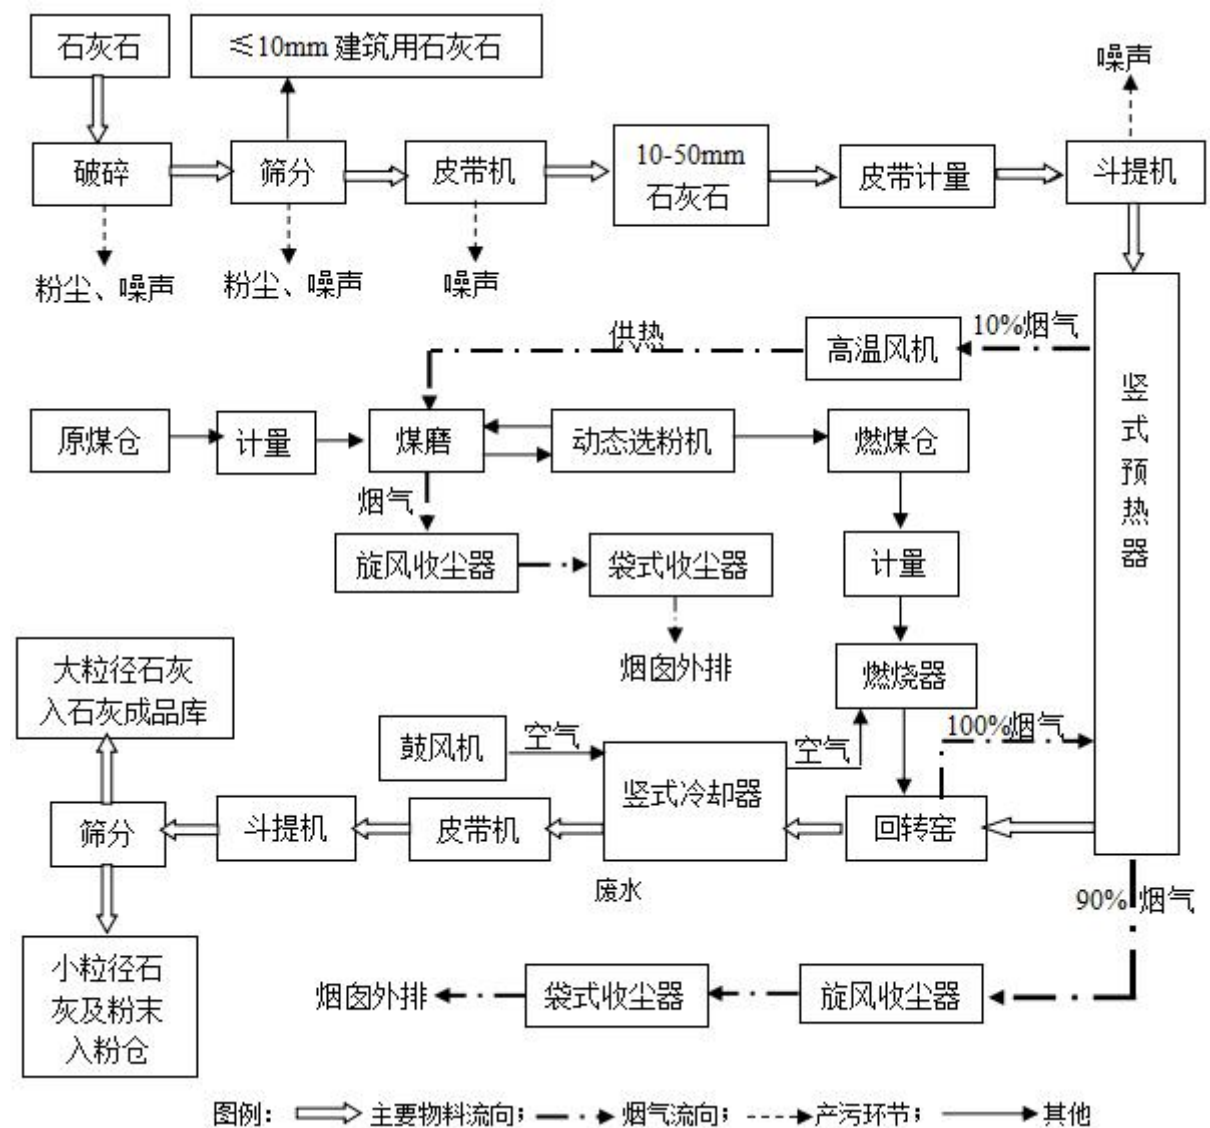 石灰石
≤10mm 建筑用石灰石
噪声
破碎
筛分
皮带机
10-50mm
石灰石
皮带计量
斗提机
粉尘、噪声
粉尘、噪声
噪声
供热
高温风机
10%烟气
竖式预热器
原煤仓
计量
煤磨
动态选粉机
燃煤仓
烟气
旋风收尘器
袋式收尘器
计量
烟囱外排
燃烧器
大粒径石灰
入石灰成品库
鼓风机
空气
竖式冷却器
空气
100%烟气
筛分
斗提机
皮带机
回转窑
废水
90%烟气
小粒径石
灰及粉末
入粉仓
烟囱外排
袋式收尘器
旋风收尘器
图例： 主要物料流向； 烟气流向； 产污环节； 其他